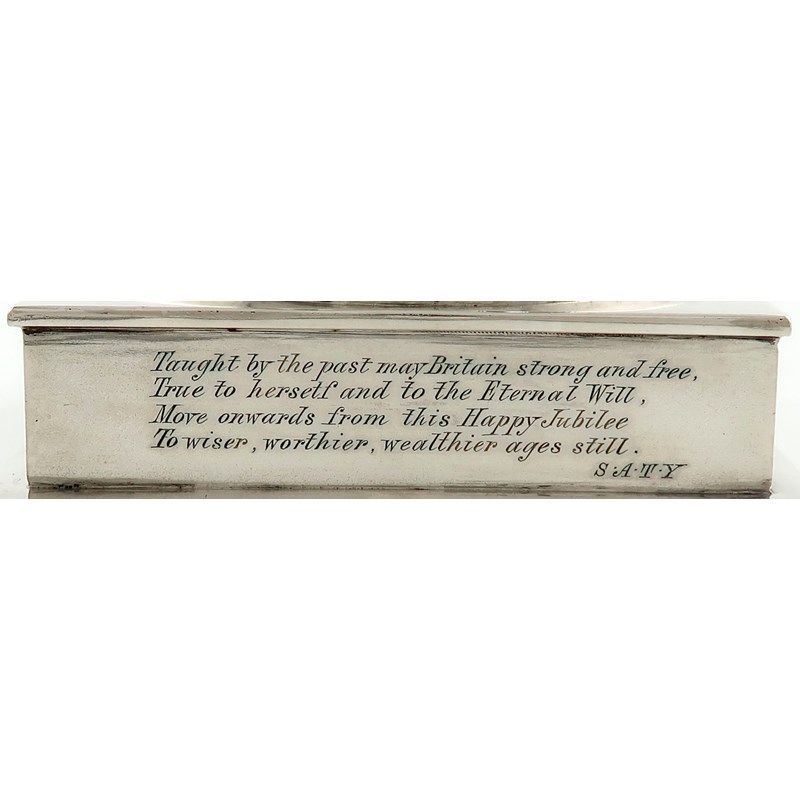 Taught by the past may Britain strong and free,
True to herself and to the Eternal Will,
Move onwards from this Happy Jubilee
To wiser, worthier, wealthier ages still.
S·A·T·Y